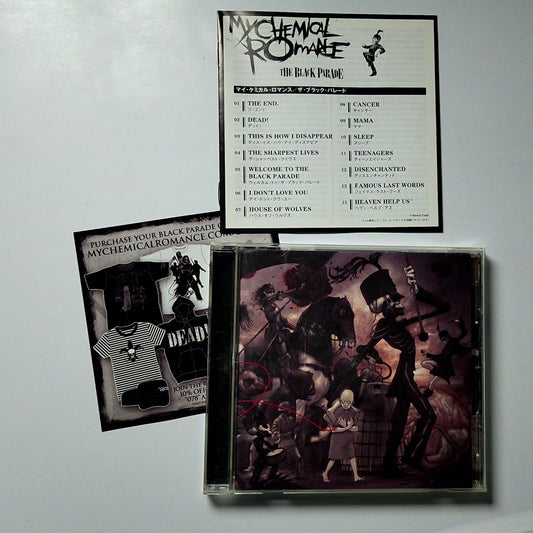 MY CHEMICAL
ROMANCE
THE BLACK PARADE
マイ・ケミカル・ロマンス／ザ・ブラック・パレード
01 THE END.
ジ・エンド
02 DEAD!
デッド!
03 THIS IS HOW I DISAPPEAR
ディス・イズ・ハウ・アイ・ディスアピア
04 THE SHARPEST LIVES
ザ・シャーペスト・ライヴズ
05 WELCOME TO THE
BLACK PARADE
ウェルカム・トゥ・ザ・ブラック・パレード
06 I DON'T LOVE YOU
アイ・ドント・ラヴ・ユー
07 HOUSE OF WOLVES
ハウス・オブ・ウルヴズ
08 CANCER
キャンサー
09 MAMA
ママ
10 SLEEP
スリープ
11 TEENAGERS
ティーンエイジャーズ
12 DISENCHANTED
ディスエンチャンテッド
13 FAMOUS LAST WORDS
フェイマス・ラスト・ワーズ
HEAVEN HELP US*
ヘヴン・ヘルプ・アス
* Bonus Track
PURCHASE YOUR BLACK PARADE
MYCHEMICALROMANCE
DEAD!
JOIN THE
10% OFF
"078"